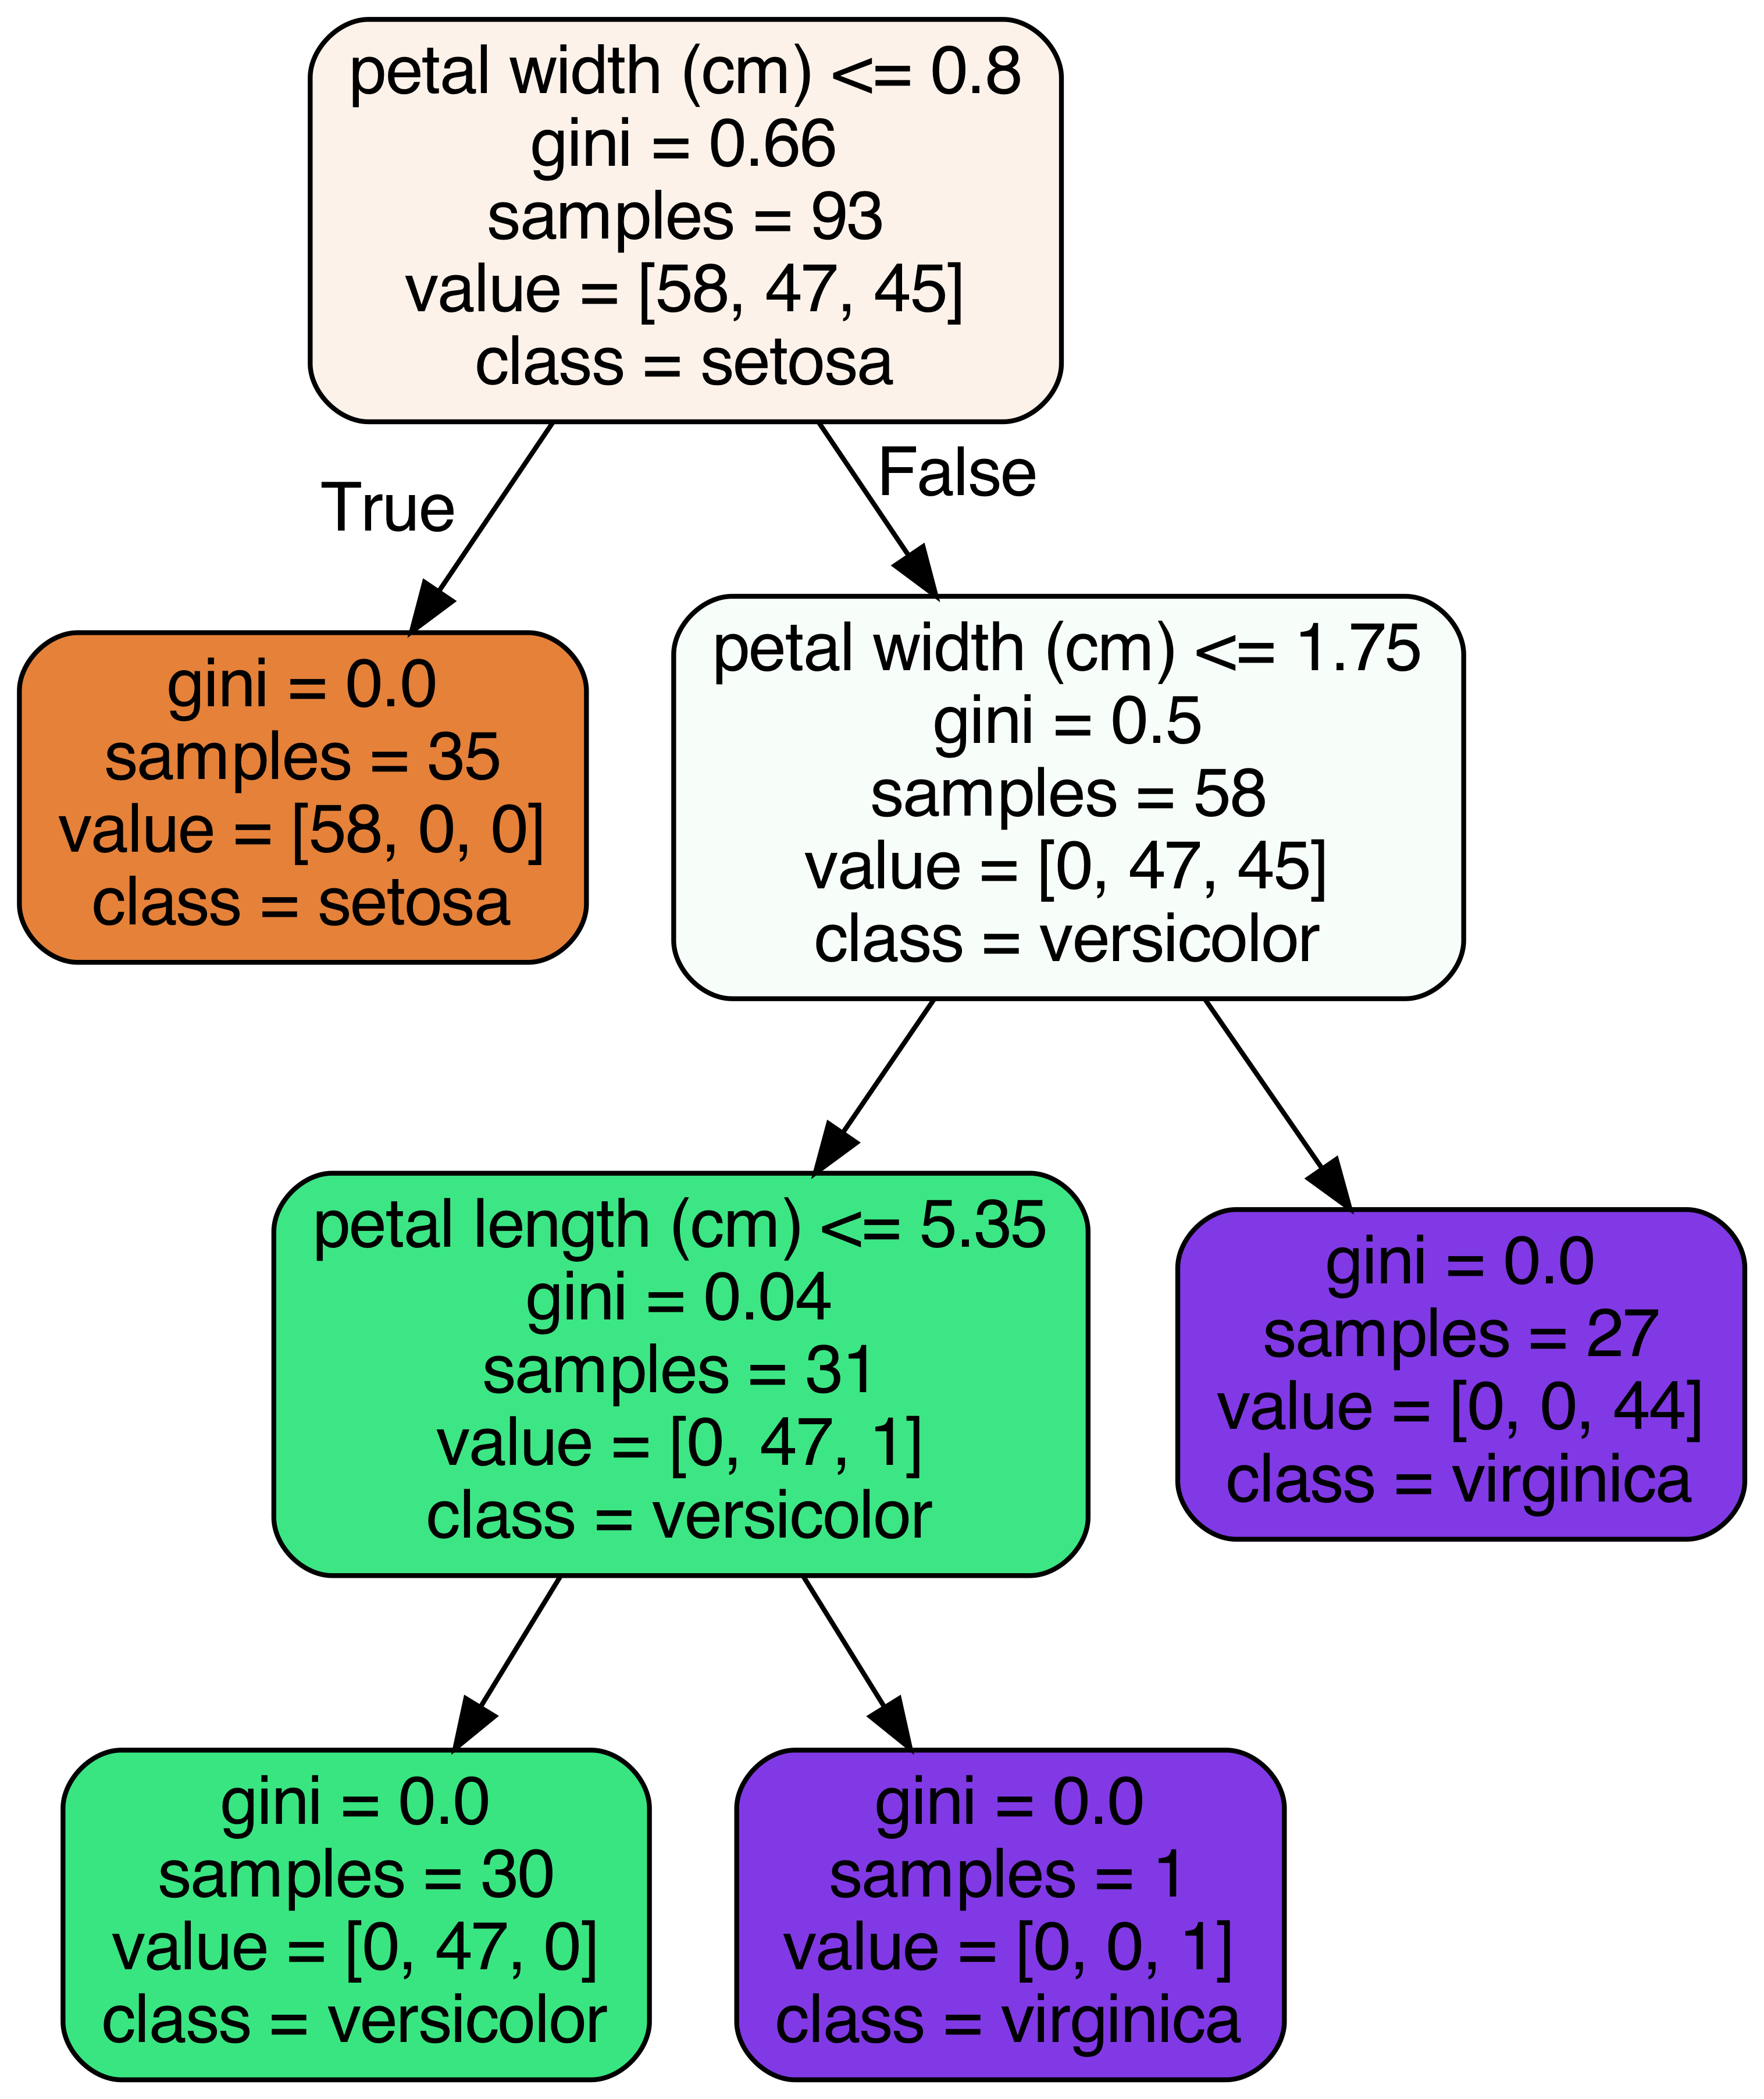 petal width (cm) <= 0.8
gini = 0.66
samples = 93
value = [58, 47, 45]
class = setosa
True
False
gini = 0.0
samples = 35
value = [58, 0, 0]
class = setosa
petal width (cm) <= 1.75
gini = 0.5
samples = 58
value = [0, 47, 45]
class = versicolor
petal length (cm) <= 5.35
gini = 0.04
samples = 31
value = [0, 47, 1]
class = versicolor
gini = 0.0
samples = 27
value = [0, 0, 44]
class = virginica
gini = 0.0
samples = 30
value = [0, 47, 0]
class = versicolor
gini = 0.0
samples = 1
value = [0, 0, 1]
class = virginica